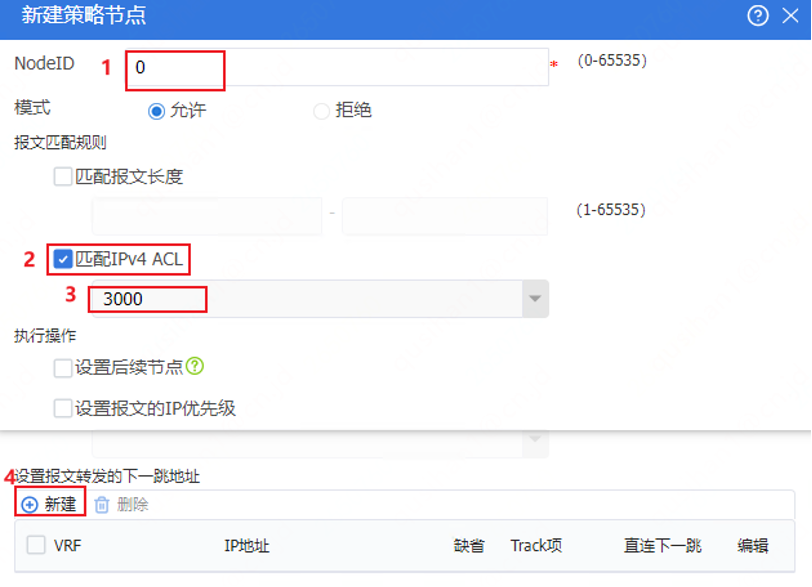 新建策略节点
NodeID 1 0 * (0-65535)
模式 允许 拒绝
报文匹配规则
匹配报文长度
- (1-65535)
2 匹配IPv4 ACL
3 3000
执行操作
设置后续节点
设置报文的IP优先级
4 设置报文转发的下一跳地址
新建 删除
VRF IP地址 缺省 Track项 直连下一跳 编辑